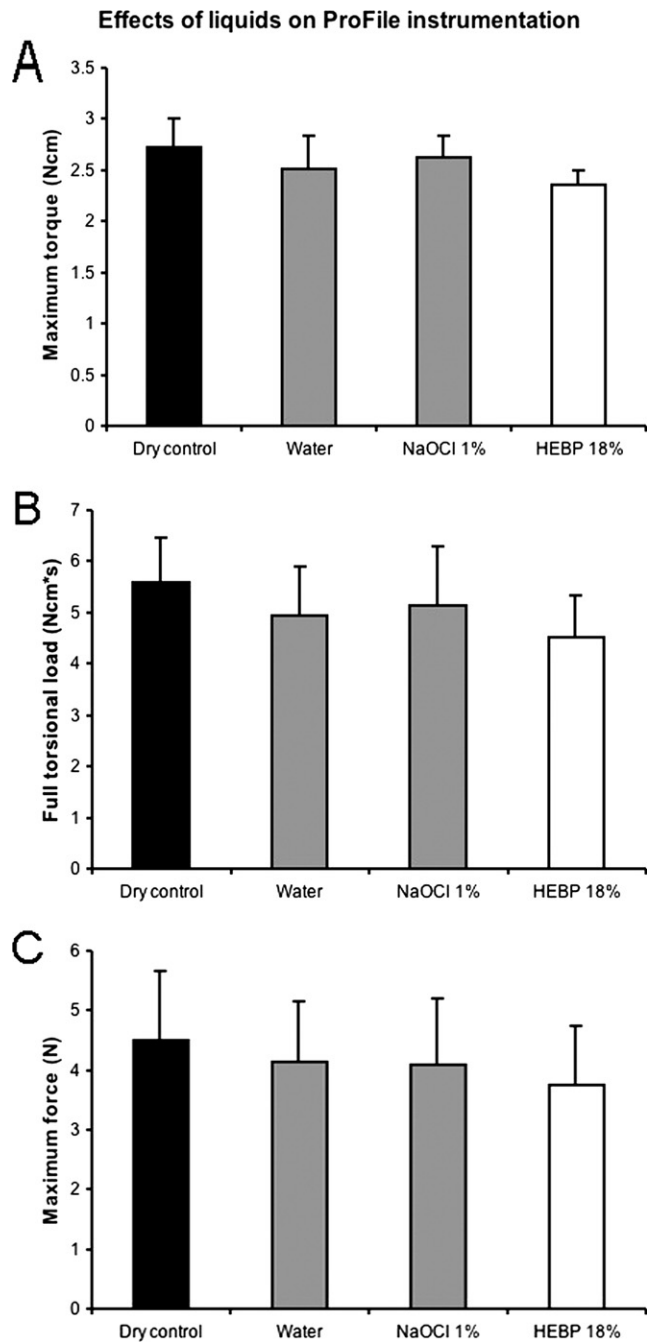 Effects of liquids on ProFile instrumentation
A
Maximum torque (Ncm)
3.5
3
2.5
2
1.5
1
0.5
0
Dry control Water NaOCl 1% HEBP 18%
B
Full torsional load (Ncm*s)
7
6
5
4
3
2
1
0
Dry control Water NaOCl 1% HEBP 18%
C
Maximum force (N)
6
5
4
3
2
1
0
Dry control Water NaOCl 1% HEBP 18%